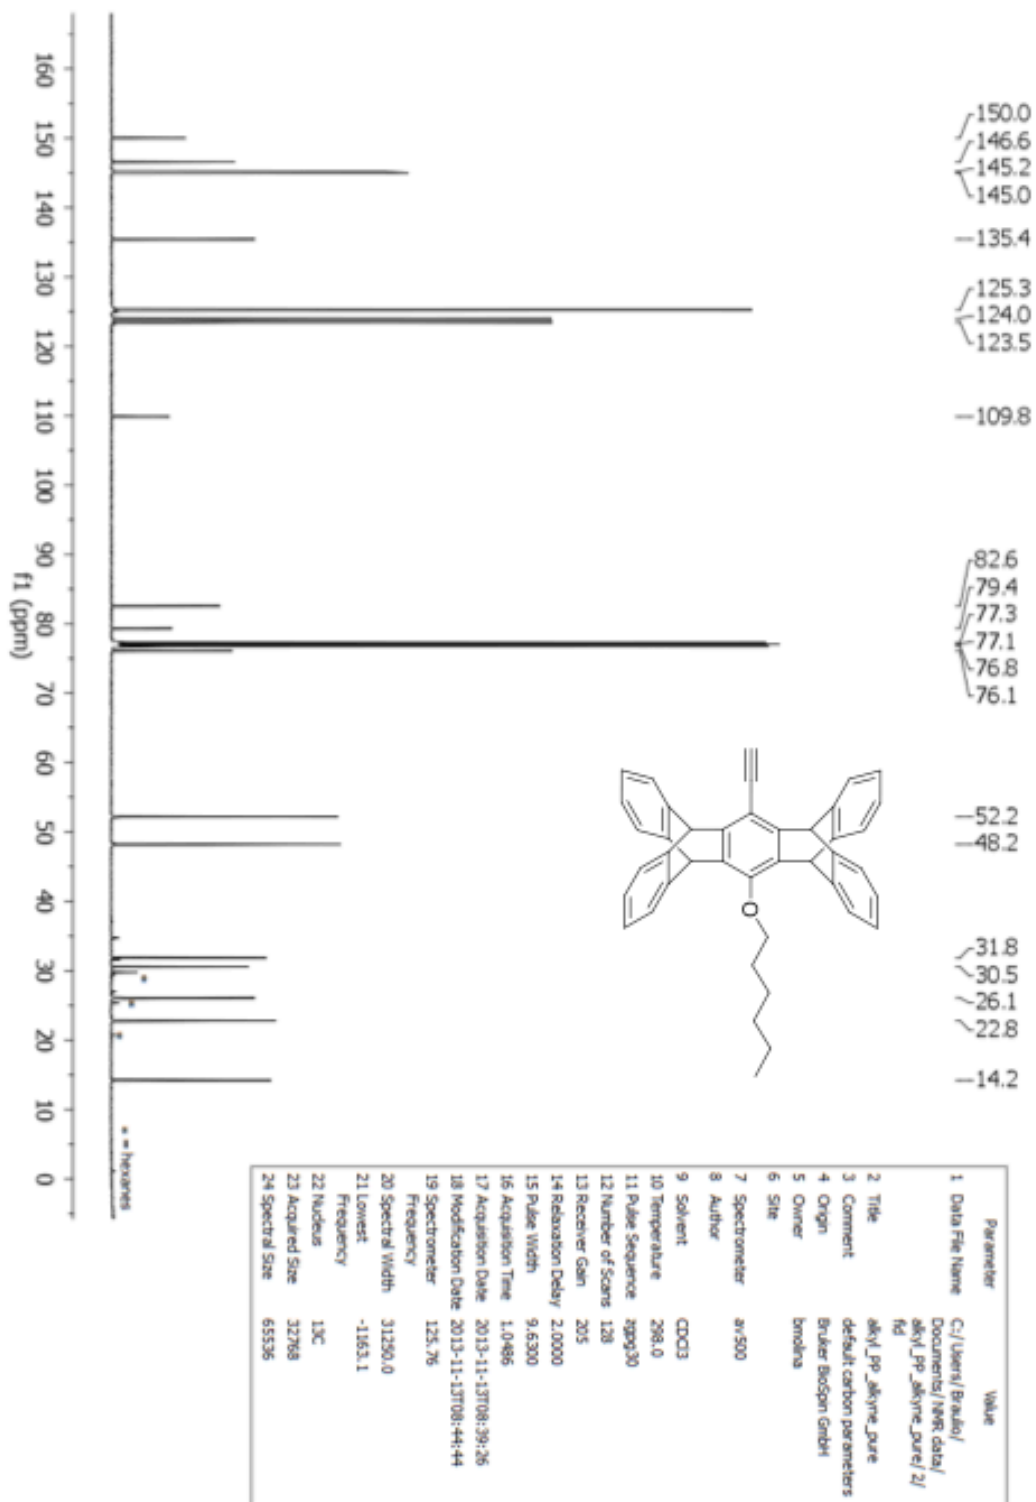 150.0
146.6
145.2
145.0
135.4
125.3
124.0
123.5
109.8
82.6
79.4
77.3
77.1
76.8
76.1
52.2
48.2
31.8
30.5
26.1
22.8
14.2
O
*
*
*
* = hexanes
160 150 140 130 120 110 100 90 80 70 60 50 40 30 20 10 0
f1 (ppm)
Parameter Value
1 Data File Name C:/Users/Braulio/
Documents/NMR data/
alkyl_PP_alkyne_pure/2/
fid
2 Title alkyl_PP_alkyne_pure
3 Comment default carbon parameters
4 Origin Bruker BioSpin GmbH
5 Owner bmolina
6 Site
7 Spectrometer av500
8 Author
9 Solvent CDCl3
10 Temperature 298.0
11 Pulse Sequence zgpg30
12 Number of Scans 128
13 Receiver Gain 205
14 Relaxation Delay 2.0000
15 Pulse Width 9.6300
16 Acquisition Time 1.0486
17 Acquisition Date 2013-11-13T08:39:26
18 Modification Date 2013-11-13T08:44:44
19 Spectrometer 125.76
Frequency
20 Spectral Width 31250.0
21 Lowest -1163.1
Frequency
22 Nucleus 13C
23 Acquired Size 32768
24 Spectral Size 65536